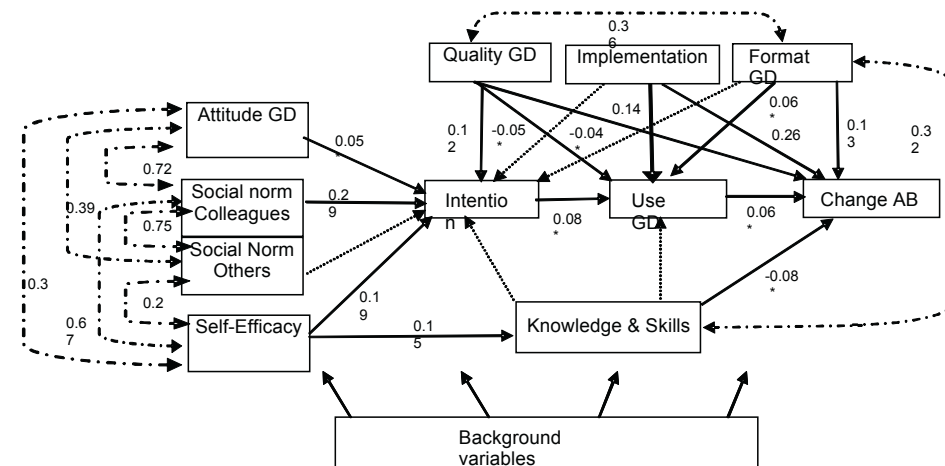 0.3
6
Quality GD
Implementation
Format
GD
Attitude GD
0.05
*
0.1
2
-0.05
*
-0.04
*
0.14
0.06
*
0.26
0.1
3
0.3
2
0.72
Social norm
Colleagues
0.2
9
Intentio
n
0.08
*
Use
GD
0.06
*
Change AB
0.39
0.75
Social Norm
Others
0.3
0.2
0.6
7
Self-Efficacy
0.1
9
0.1
5
Knowledge & Skills
-0.08
*
Background
variables